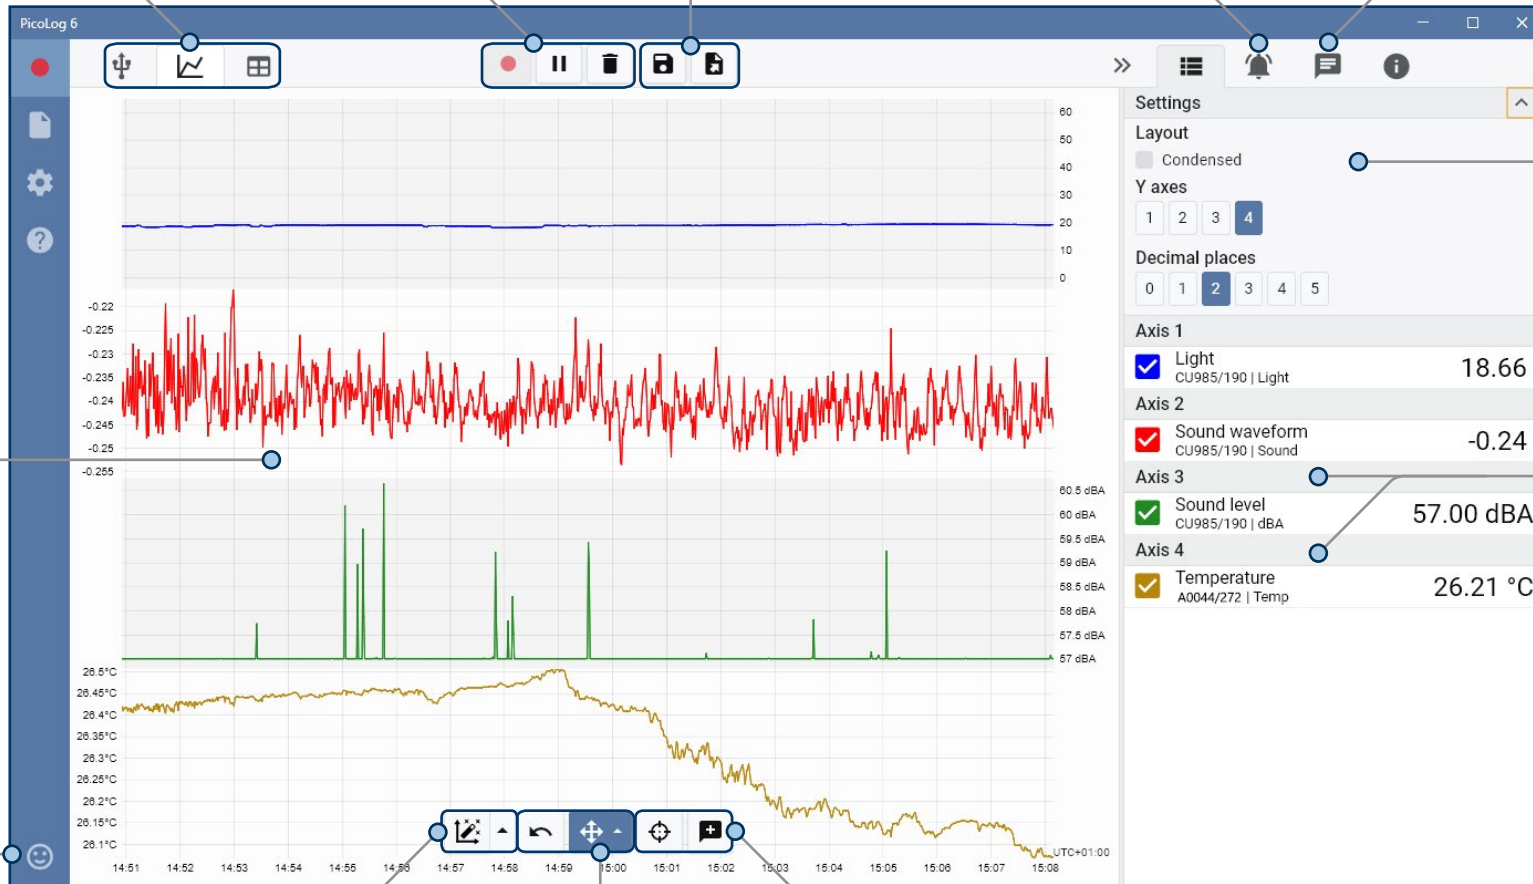 PicoLog 6
Settings
Layout
Condensed
Y axes
1 2 3 4
Decimal places
0 1 2 3 4 5
Axis 1
Light
CU985/190 | Light
18.66
Axis 2
Sound waveform
CU985/190 | Sound
-0.24
Axis 3
Sound level
CU985/190 | dBA
57.00 dBA
Axis 4
Temperature
A0044/272 | Temp
26.21 °C
60
50
40
30
20
10
0
-0.22
-0.225
-0.23
-0.235
-0.24
-0.245
-0.25
-0.255
60.5 dBA
60 dBA
59.5 dBA
59 dBA
58.5 dBA
58 dBA
57.5 dBA
57 dBA
26.5°C
26.45°C
26.4°C
26.35°C
26.3°C
26.25°C
26.2°C
26.15°C
26.1°C
UTC+01:00
14:51 14:52 14:53 14:54 14:55 14:56 14:57 14:58 14:59 15:00 15:01 15:02 15:03 15:04 15:05 15:06 15:07 15:08